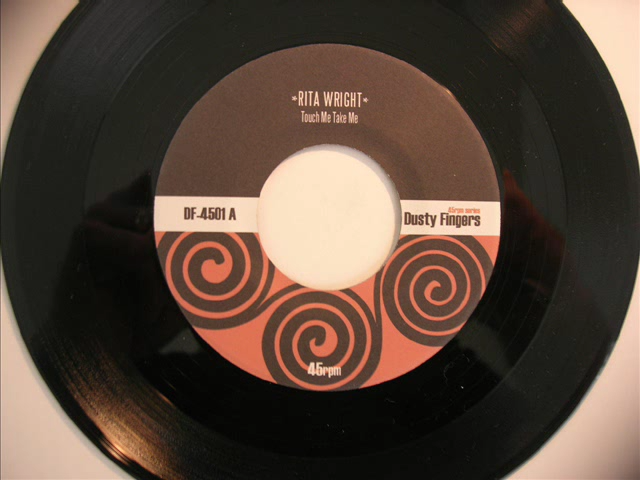 *RITA WRIGHT*
Touch Me Take Me
DF-4501 A
45rpm series
Dusty Fingers
45rpm